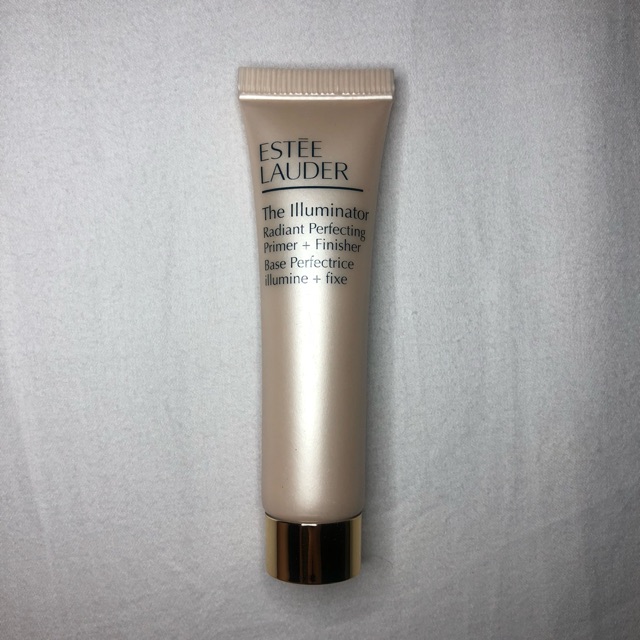 ESTĒE
LAUDER
The Illuminator
Radiant Perfecting
Primer + Finisher
Base Perfectrice
illumine + fixe